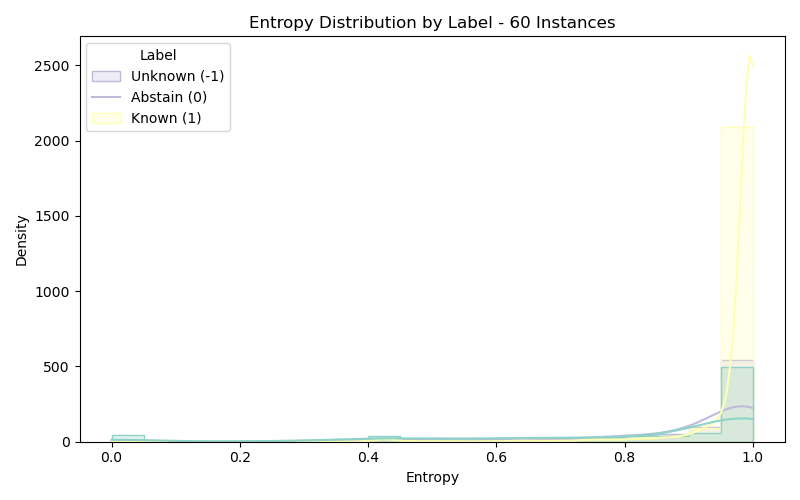 Entropy Distribution by Label - 60 Instances
Label
Unknown (-1)
Abstain (0)
Known (1)
Density
2500
2000
1500
1000
500
0
0.0 0.2 0.4 0.6 0.8 1.0
Entropy